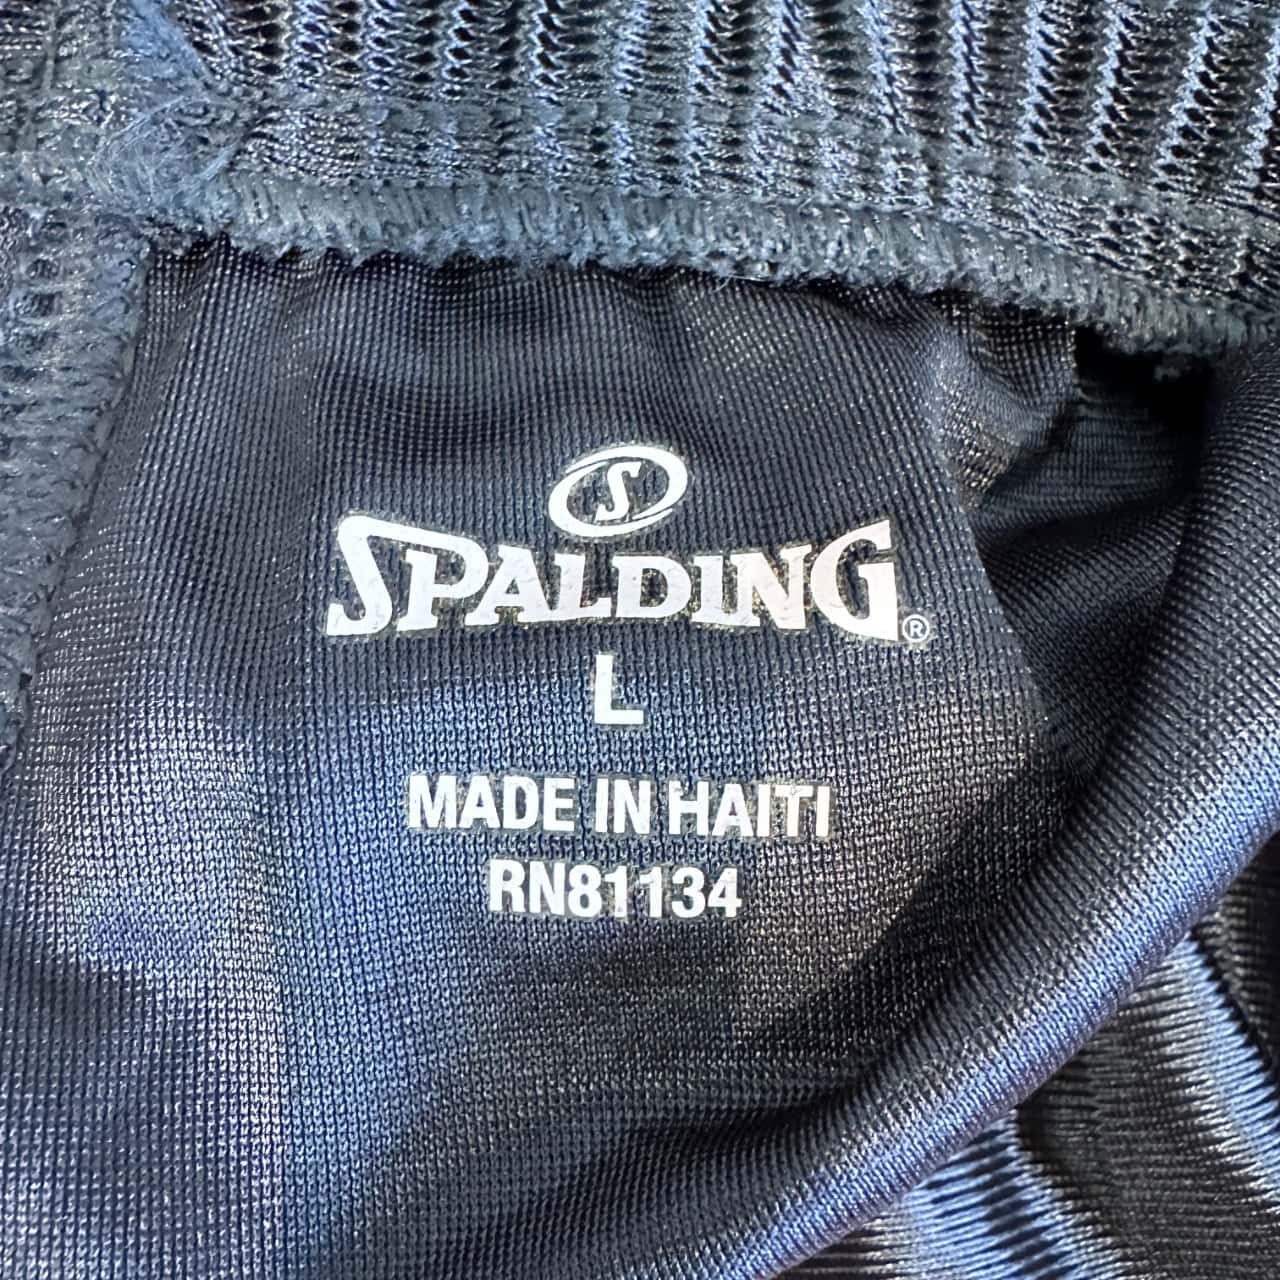 S
SPALDING®
L
MADE IN HAITI
RN81134